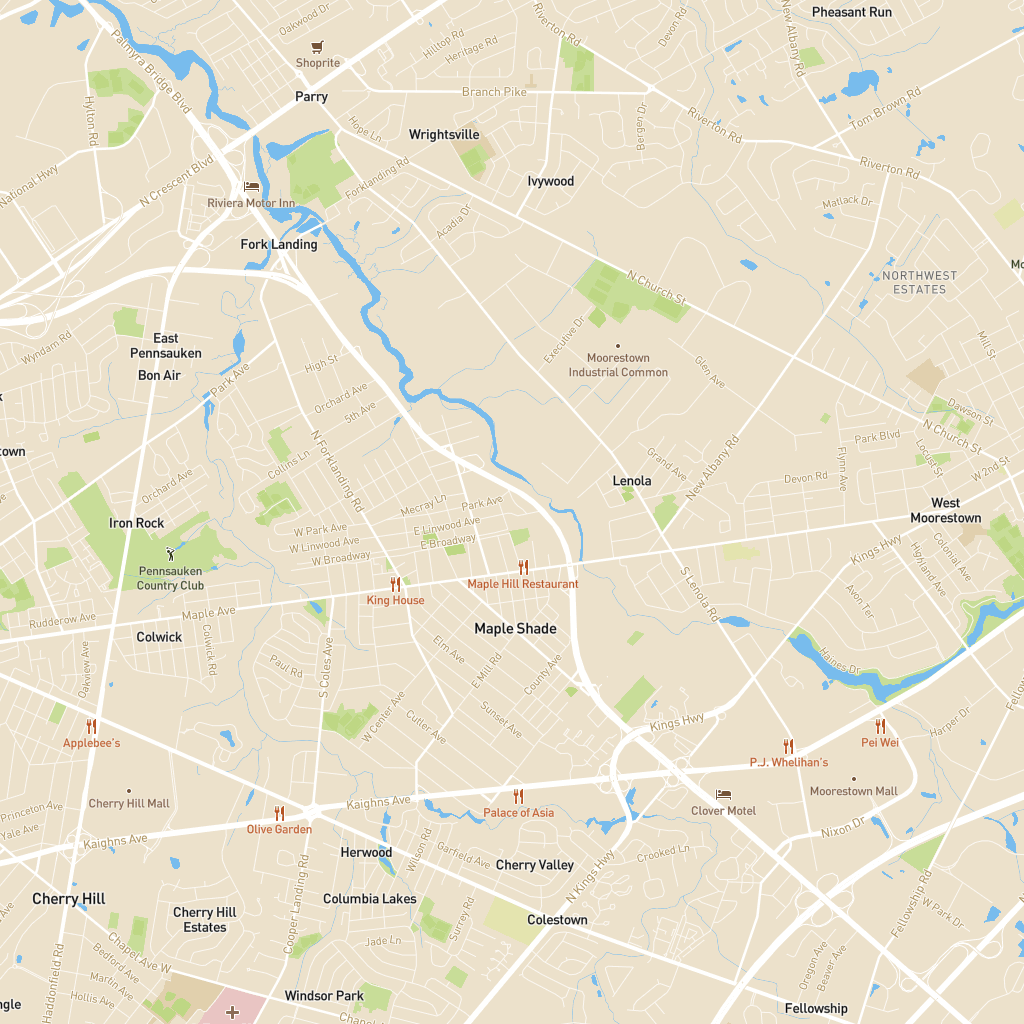 Oakwood Dr
Riverton Rd
Devon Rd
New Albany Rd
Pheasant Run
Palmyra Bridge Blvd
Hilltop Rd
Heritage Rd
Shoprite
Parry
Branch Pike
Hylton Rd
Hope Ln
Wrightsville
Bergen Dr
Riverton Rd
Tom Brown Rd
National Hwy
N Crescent Blvd
Forklanding Rd
Ivywood
Riverton Rd
Riviera Motor Inn
Acadia Dr
Matlack Dr
Fork Landing
NORTHWEST
ESTATES
N Church St
Wyndam Rd
East
Pennsauken
Bon Air
High St
Park Ave
Executive Dr
Moorestown
Industrial Common
Glen Ave
Mill St
Orchard Ave
5th Ave
Dawson St
N Church St
N Forklanding Rd
Collins Ln
Park Blvd
Locust St
Flynn Ave
W 2nd St
Orchard Ave
Grand Ave
New Albany Rd
Devon Rd
Lenola
Mecray Ln
Park Ave
West
Moorestown
Iron Rock
W Park Ave
E Linwood Ave
W Linwood Ave
E Broadway
W Broadway
Kings Hwy
Colonial Ave
Highland Ave
Pennsauken
Country Club
Maple Hill Restaurant
King House
S Lenola Rd
Avon Ter
Rudderow Ave
Maple Ave
Colwick
Colwick Rd
Maple Shade
Oakview Ave
S Coles Ave
Paul Rd
Elm Ave
E Mill Rd
County Ave
Haines Dr
W Center Ave
Cutler Ave
Sunset Ave
Kings Hwy
Harper Dr
Fellowship Rd
Applebee's
Pei Wei
P.J. Whelihan's
Cherry Hill Mall
Kaighns Ave
Palace of Asia
Clover Motel
Moorestown Mall
Princeton Ave
Yale Ave
Kaighns Ave
Olive Garden
Nixon Dr
Herwood
Wilson Rd
Garfield Ave
Cherry Valley
Crooked Ln
N Kings Hwy
Cherry Hill
Cherry Hill
Estates
Cooper Landing Rd
Columbia Lakes
Surrey Rd
Colestown
Fellowship Rd
W Park Dr
Haddonfield Rd
Chapel Ave W
Bedford Ave
Marlin Ave
Hollis Ave
Jade Ln
Windsor Park
Oregon Ave
Beaver Ave
Fellowship